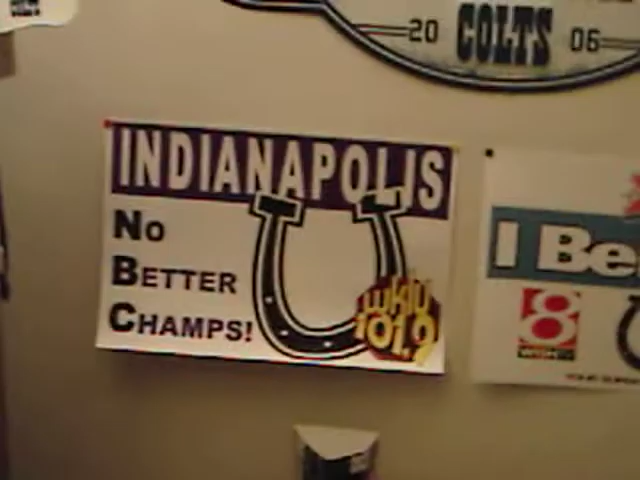 20 COLTS 06
INDIANAPOLIS
NO
BETTER
CHAMPS!
wklu
101.9
I Be
8